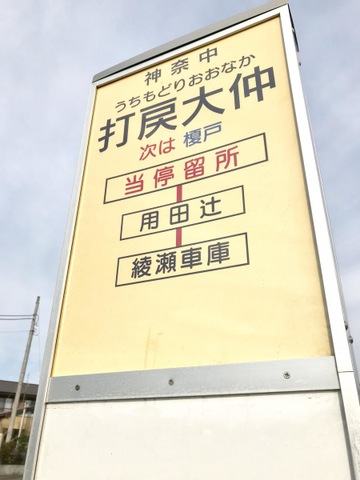 神奈中
うちもどりおおなか
打戻大仲
次は 榎戸
当停留所
用田辻
綾瀬車庫